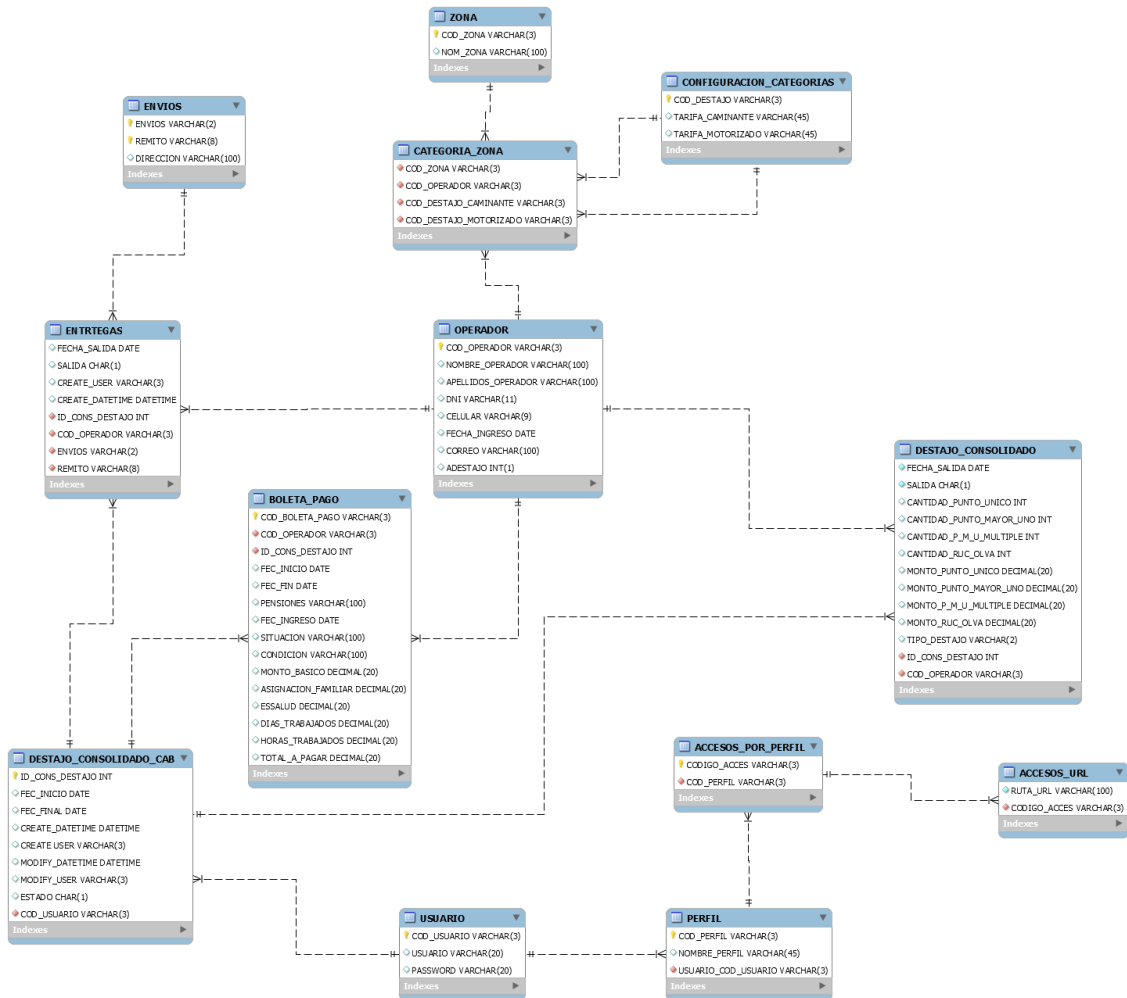 ZONA
COD_ZONA VARCHAR(3)
NOM_ZONA VARCHAR(100)
Indexes
CONFIGURACION_CATEGORIAS
COD_DESTAJO VARCHAR(3)
TARIFA_CAMINANTE VARCHAR(45)
TARIFA_MOTORIZADO VARCHAR(45)
Indexes
ENVIOS
ENVIOS VARCHAR(2)
REMITO VARCHAR(8)
DIRECCION VARCHAR(100)
Indexes
CATEGORIA_ZONA
COD_ZONA VARCHAR(3)
COD_OPERADOR VARCHAR(3)
COD_DESTAJO_CAMINANTE VARCHAR(3)
COD_DESTAJO_MOTORIZADO VARCHAR(3)
Indexes
ENTRTEGAS
FECHA_SALIDA DATE
SALIDA CHAR(1)
CREATE_USER VARCHAR(3)
CREATE_DATETIME DATETIME
ID_CONS_DESTAJO INT
COD_OPERADOR VARCHAR(3)
ENVIOS VARCHAR(2)
REMITO VARCHAR(8)
Indexes
OPERADOR
COD_OPERADOR VARCHAR(3)
NOMBRE_OPERADOR VARCHAR(100)
APELLIDOS_OPERADOR VARCHAR(100)
DNI VARCHAR(11)
CELULAR VARCHAR(9)
FECHA_INGRESO DATE
CORREO VARCHAR(100)
ADESTAJO INT(1)
Indexes
DESTAJO_CONSOLIDADO
FECHA_SALIDA DATE
SALIDA CHAR(1)
CANTIDAD_PUNTO_UNICO INT
CANTIDAD_PUNTO_MAYOR_UNO INT
CANTIDAD_P_M_U_MULTIPLE INT
CANTIDAD_RUC_OLVA INT
MONTO_PUNTO_UNICO DECIMAL(20)
MONTO_PUNTO_MAYOR_UNO DECIMAL(20)
MONTO_P_M_U_MULTIPLE DECIMAL(20)
MONTO_RUC_OLVA DECIMAL(20)
TIPO_DESTAJO VARCHAR(2)
ID_CONS_DESTAJO INT
COD_OPERADOR VARCHAR(3)
Indexes
BOLETA_PAGO
COD_BOLETA_PAGO VARCHAR(3)
COD_OPERADOR VARCHAR(3)
ID_CONS_DESTAJO INT
FEC_INICIO DATE
FEC_FIN DATE
PENSIONES VARCHAR(100)
FEC_INGRESO DATE
SITUACION VARCHAR(100)
CONDICION VARCHAR(100)
MONTO_BASICO DECIMAL(20)
ASIGNACION_FAMILIAR DECIMAL(20)
ESSALUD DECIMAL(20)
DIAS_TRABAJADOS DECIMAL(20)
HORAS_TRABAJADOS DECIMAL(20)
TOTAL_A_PAGAR DECIMAL(20)
Indexes
DESTAJO_CONSOLIDADO_CAB
ID_CONS_DESTAJO INT
FEC_INICIO DATE
FEC_FINAL DATE
CREATE_DATETIME DATETIME
CREATE USER VARCHAR(3)
MODIFY_DATETIME DATETIME
MODIFY_USER VARCHAR(3)
ESTADO CHAR(1)
COD_USUARIO VARCHAR(3)
Indexes
ACCESOS_POR_PERFIL
CODIGO_ACCES VARCHAR(3)
COD_PERFIL VARCHAR(3)
Indexes
ACCESOS_URL
RUTA_URL VARCHAR(100)
CODIGO_ACCES VARCHAR(3)
Indexes
USUARIO
COD_USUARIO VARCHAR(3)
USUARIO VARCHAR(20)
PASSWORD VARCHAR(20)
Indexes
PERFIL
COD_PERFIL VARCHAR(3)
NOMBRE_PERFIL VARCHAR(45)
USUARIO_COD_USUARIO VARCHAR(3)
Indexes